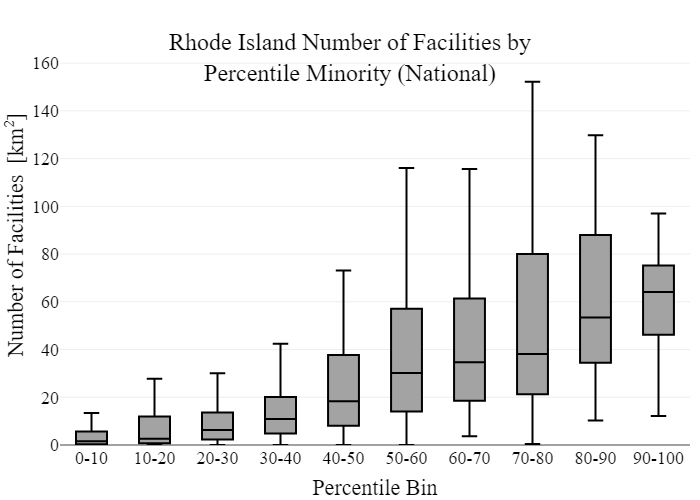 Rhode Island Number of Facilities by
Percentile Minority (National)
Number of Facilities [km²]
160
140
120
100
80
60
40
20
0
0-10 10-20 20-30 30-40 40-50 50-60 60-70 70-80 80-90 90-100
Percentile Bin